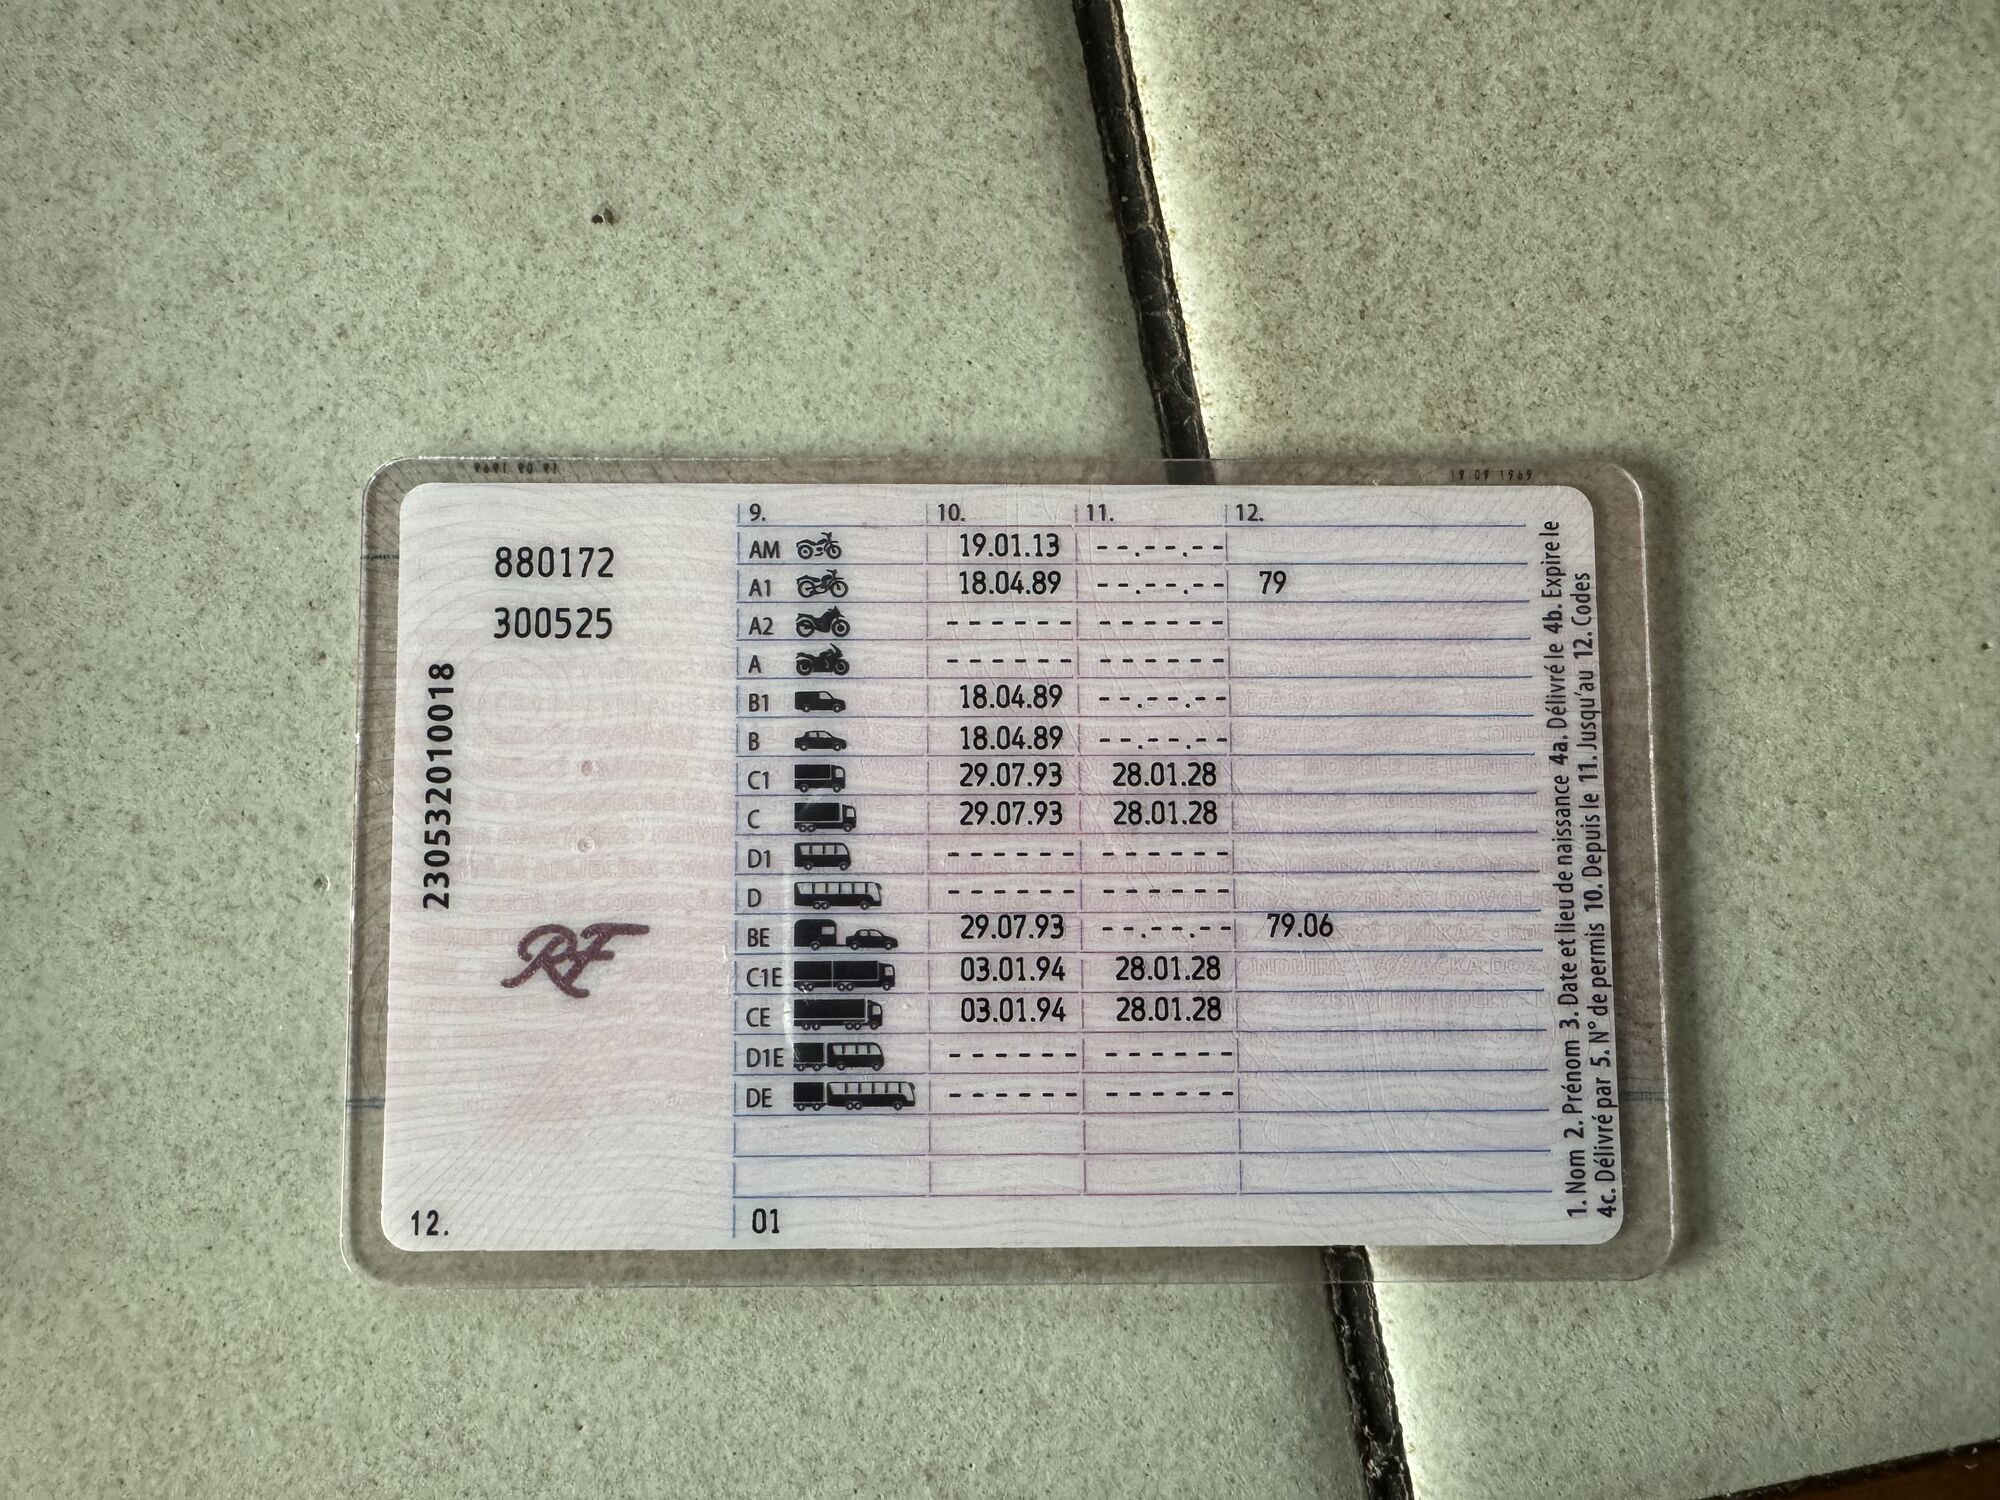 880172
300525
230532010018
RF
12.
9. 10. 11. 12.
AM 19.01.13 --.--.--
A1 18.04.89 --.--.-- 79
A2 ------ ------
A ------ ------
B1 18.04.89 --.--.--
B 18.04.89 --.--.--
C1 29.07.93 28.01.28
C 29.07.93 28.01.28
D1 ------ ------
D ------ ------
BE 29.07.93 --.--.-- 79.06
C1E 03.01.94 28.01.28
CE 03.01.94 28.01.28
D1E ------ ------
DE ------ ------
01
1. Nom 2. Prénom 3. Date et lieu de naissance 4a. Délivré le 4b. Expire le
4c. Délivré par 5. N° de permis 10. Depuis le 11. Jusqu'au 12. Codes